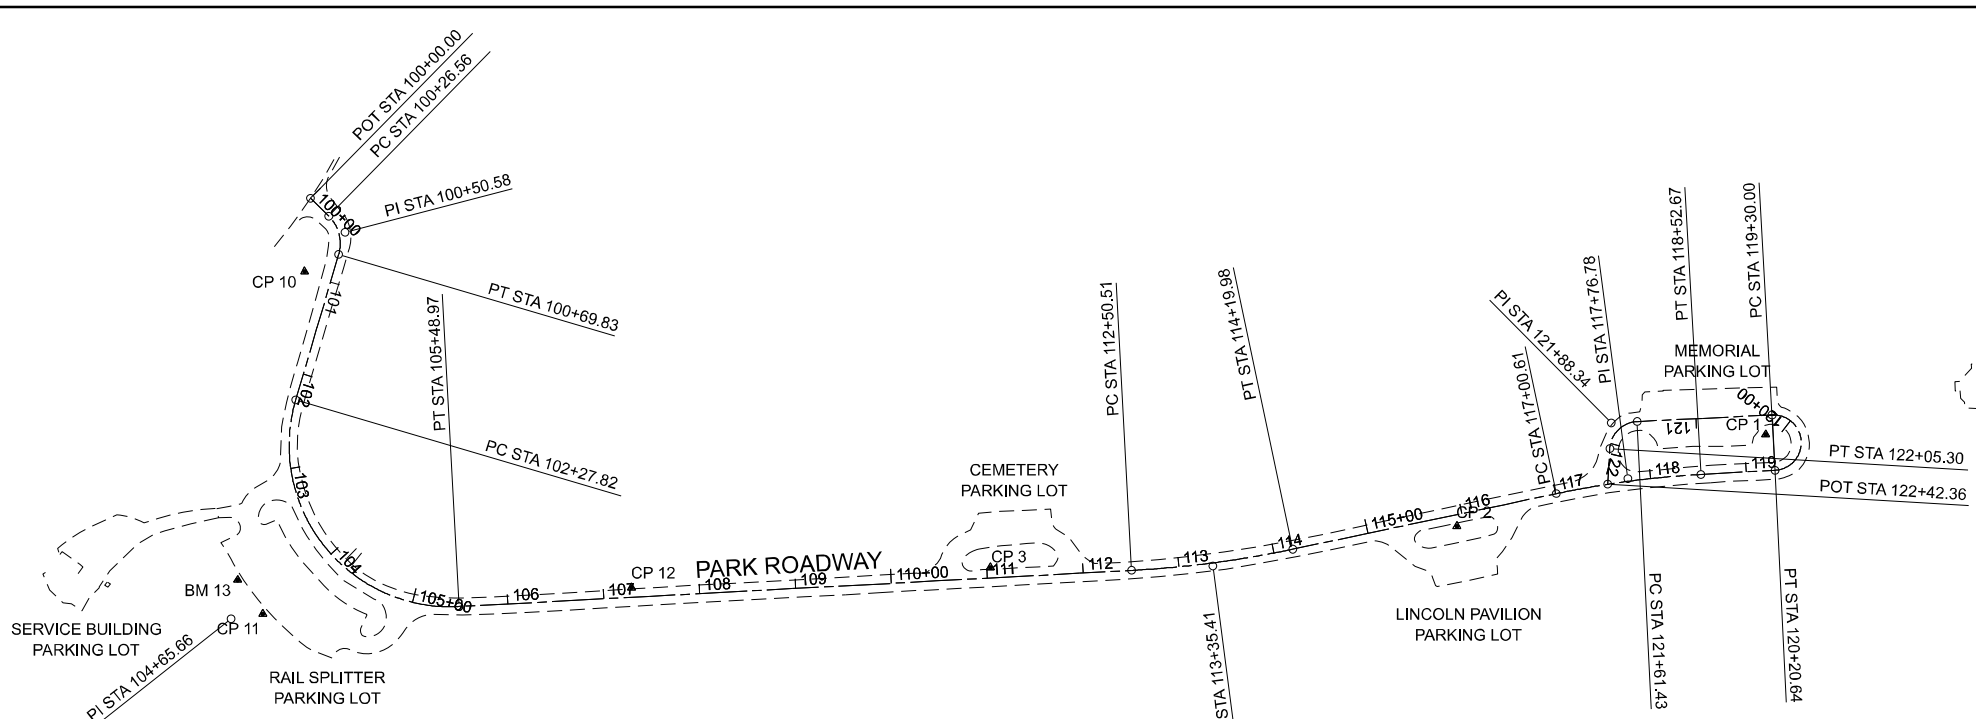 POT STA 100+00.00
PC STA 100+26.56
PI STA 100+50.58
100+00
CP 10
PT STA 100+69.83
101
PT STA 105+48.97
102
PC STA 102+27.82
103
104
105+00
BM 13
CP 11
SERVICE BUILDING
PARKING LOT
PI STA 104+65.66
RAIL SPLITTER
PARKING LOT
106
107
CP 12
PARK ROADWAY
108
109
110+00
CEMETERY
PARKING LOT
CP 3
111
112
PC STA 112+50.51
113
STA 113+35.41
114
PT STA 114+19.98
115+00
116
CP 2
LINCOLN PAVILION
PARKING LOT
117
PC STA 117+00.61
PI STA 121+88.34
PI STA 117+76.78
PT STA 118+52.67
PC STA 119+30.00
MEMORIAL
PARKING LOT
120+00
121
CP 1
122
118
119
PT STA 122+05.30
POT STA 122+42.36
PC STA 121+61.43
PT STA 120+20.64